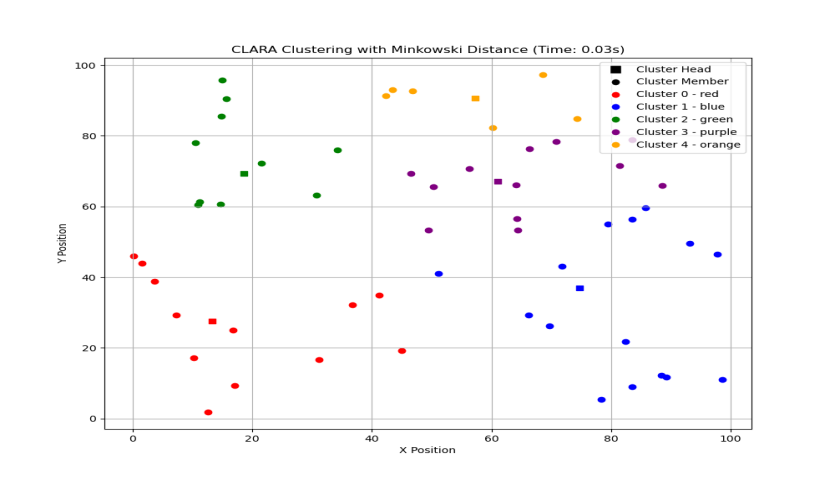 CLARA Clustering with Minkowski Distance (Time: 0.03s)
100
80
60
40
20
0
Y Position
Cluster Head
Cluster Member
Cluster 0 - red
Cluster 1 - blue
Cluster 2 - green
Cluster 3 - purple
Cluster 4 - orange
0 20 40 60 80 100
X Position